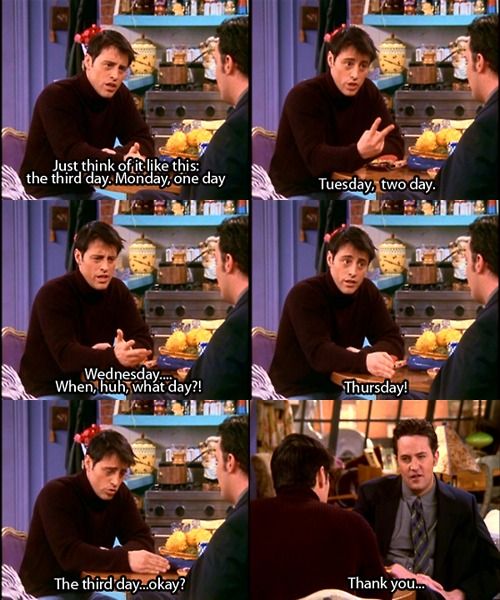 Just think of it like this:
the third day. Monday, one day
Tuesday, two day.
Wednesday....
When, huh, what day?!
Thursday!
The third day...okay?
Thank you...